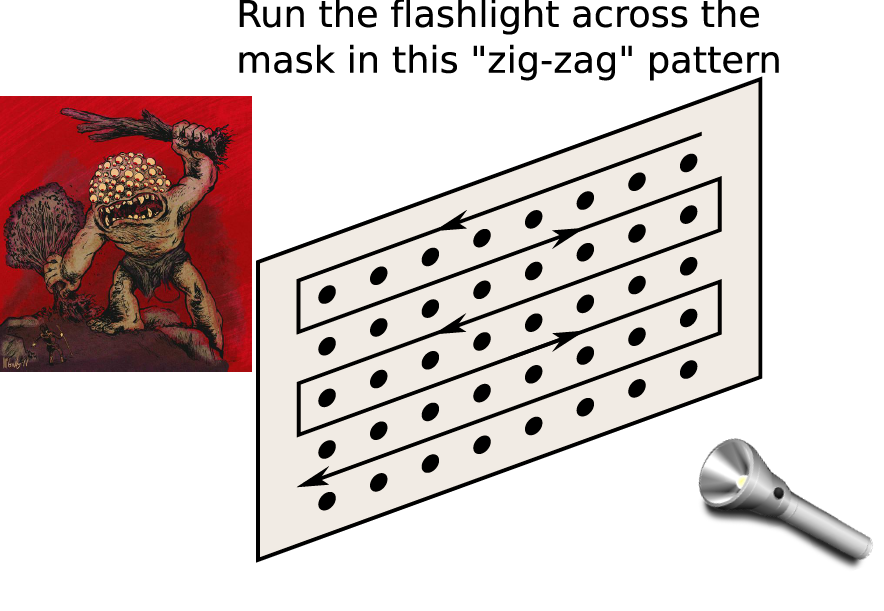 Run the flashlight across the
mask in this "zig-zag" pattern